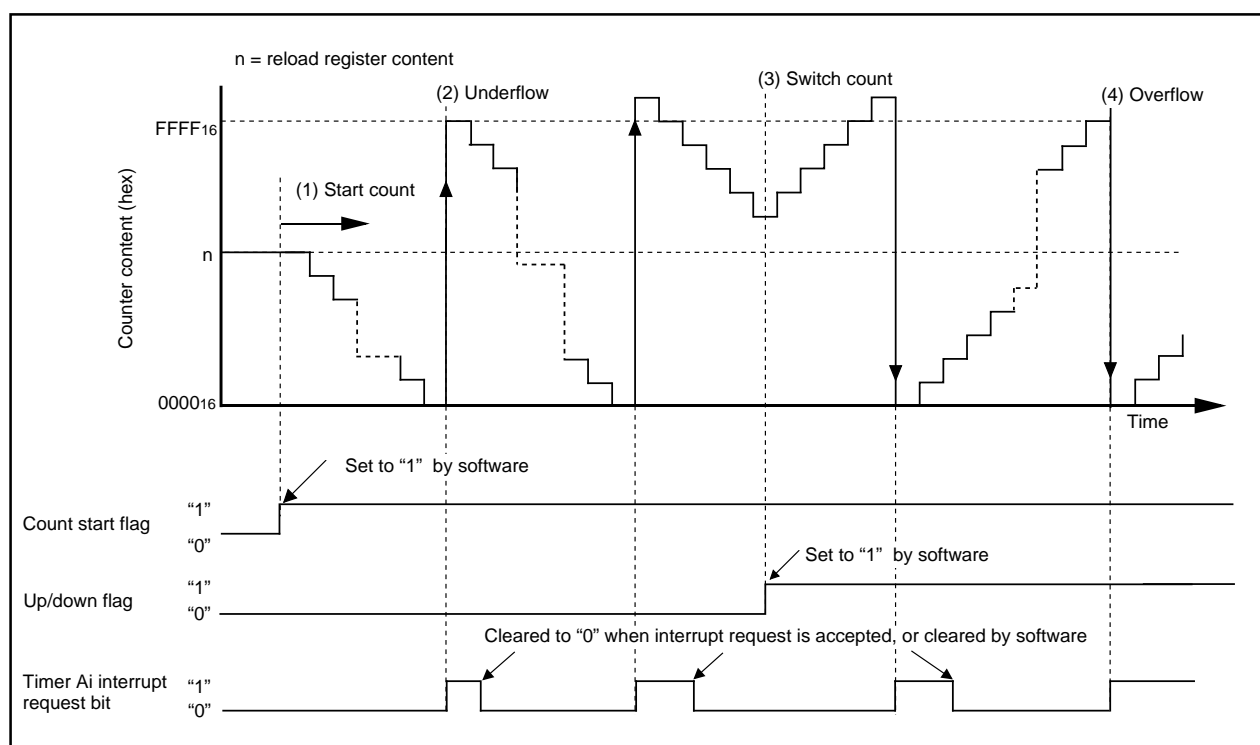 n = reload register content
(3) Switch count
(2) Underflow
(4) Overflow
FFFF16
(1) Start count
Counter content (hex)
n
000016
Time
Set to “1” by software
Count start flag
“1”
“0”
Set to “1” by software
Up/down flag
“1”
“0”
Cleared to “0” when interrupt request is accepted, or cleared by software
Timer Ai interrupt
request bit
“1”
“0”